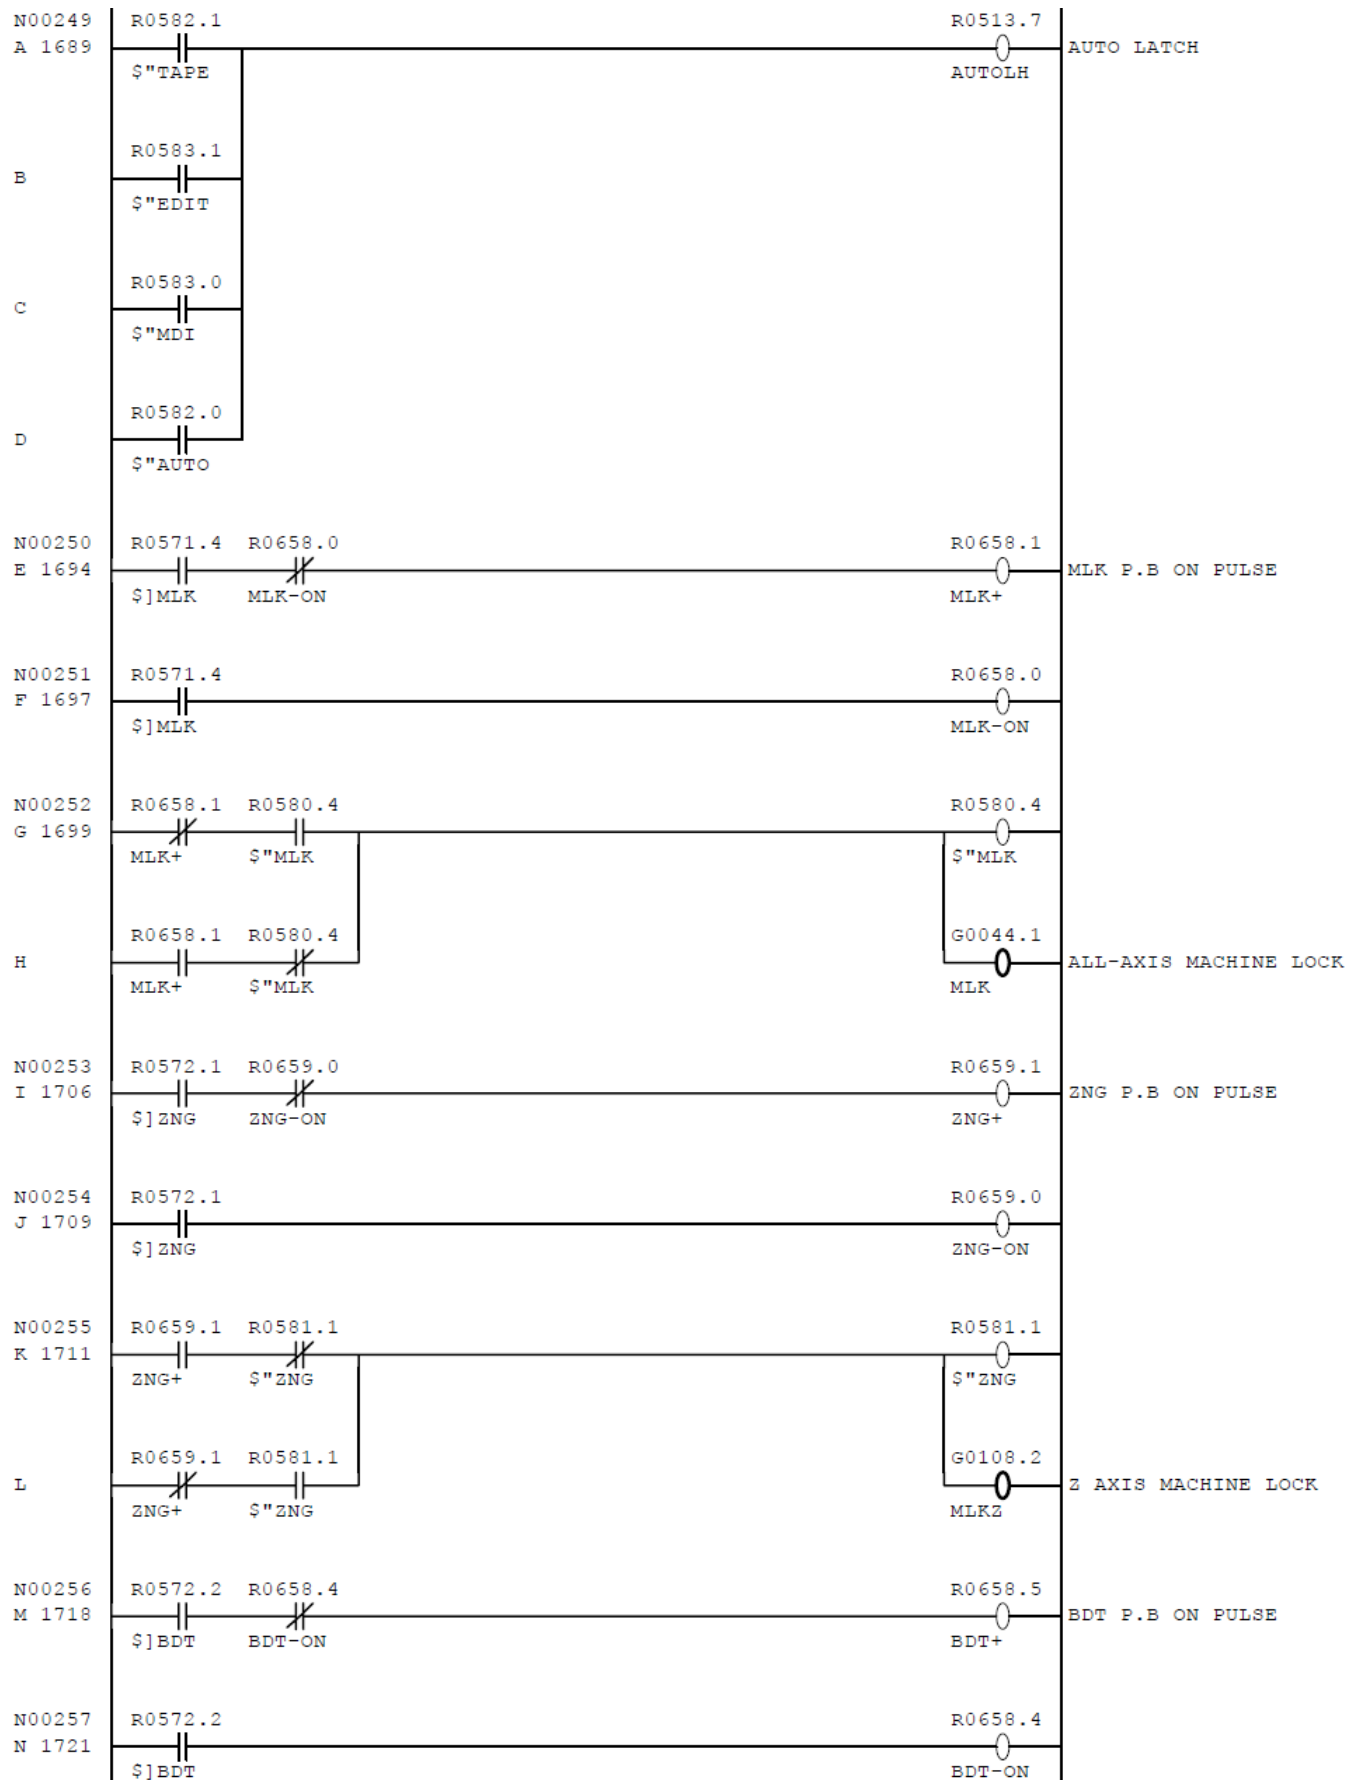 N00249 R0582.1 R0513.7
A 1689 AUTO LATCH
$"TAPE AUTOLH
R0583.1
B
$"EDIT
R0583.0
C
$"MDI
R0582.0
D
$"AUTO
N00250 R0571.4 R0658.0 R0658.1
E 1694 MLK P.B ON PULSE
$]MLK MLK-ON MLK+
N00251 R0571.4 R0658.0
F 1697
$]MLK MLK-ON
N00252 R0658.1 R0580.4 R0580.4
G 1699
MLK+ $"MLK $"MLK
R0658.1 R0580.4 G0044.1
H ALL-AXIS MACHINE LOCK
MLK+ $"MLK MLK
N00253 R0572.1 R0659.0 R0659.1
I 1706 ZNG P.B ON PULSE
$]ZNG ZNG-ON ZNG+
N00254 R0572.1 R0659.0
J 1709
$]ZNG ZNG-ON
N00255 R0659.1 R0581.1 R0581.1
K 1711
ZNG+ $"ZNG $"ZNG
R0659.1 R0581.1 G0108.2
L Z AXIS MACHINE LOCK
ZNG+ $"ZNG MLKZ
N00256 R0572.2 R0658.4 R0658.5
M 1718 BDT P.B ON PULSE
$]BDT BDT-ON BDT+
N00257 R0572.2 R0658.4
N 1721
$]BDT BDT-ON